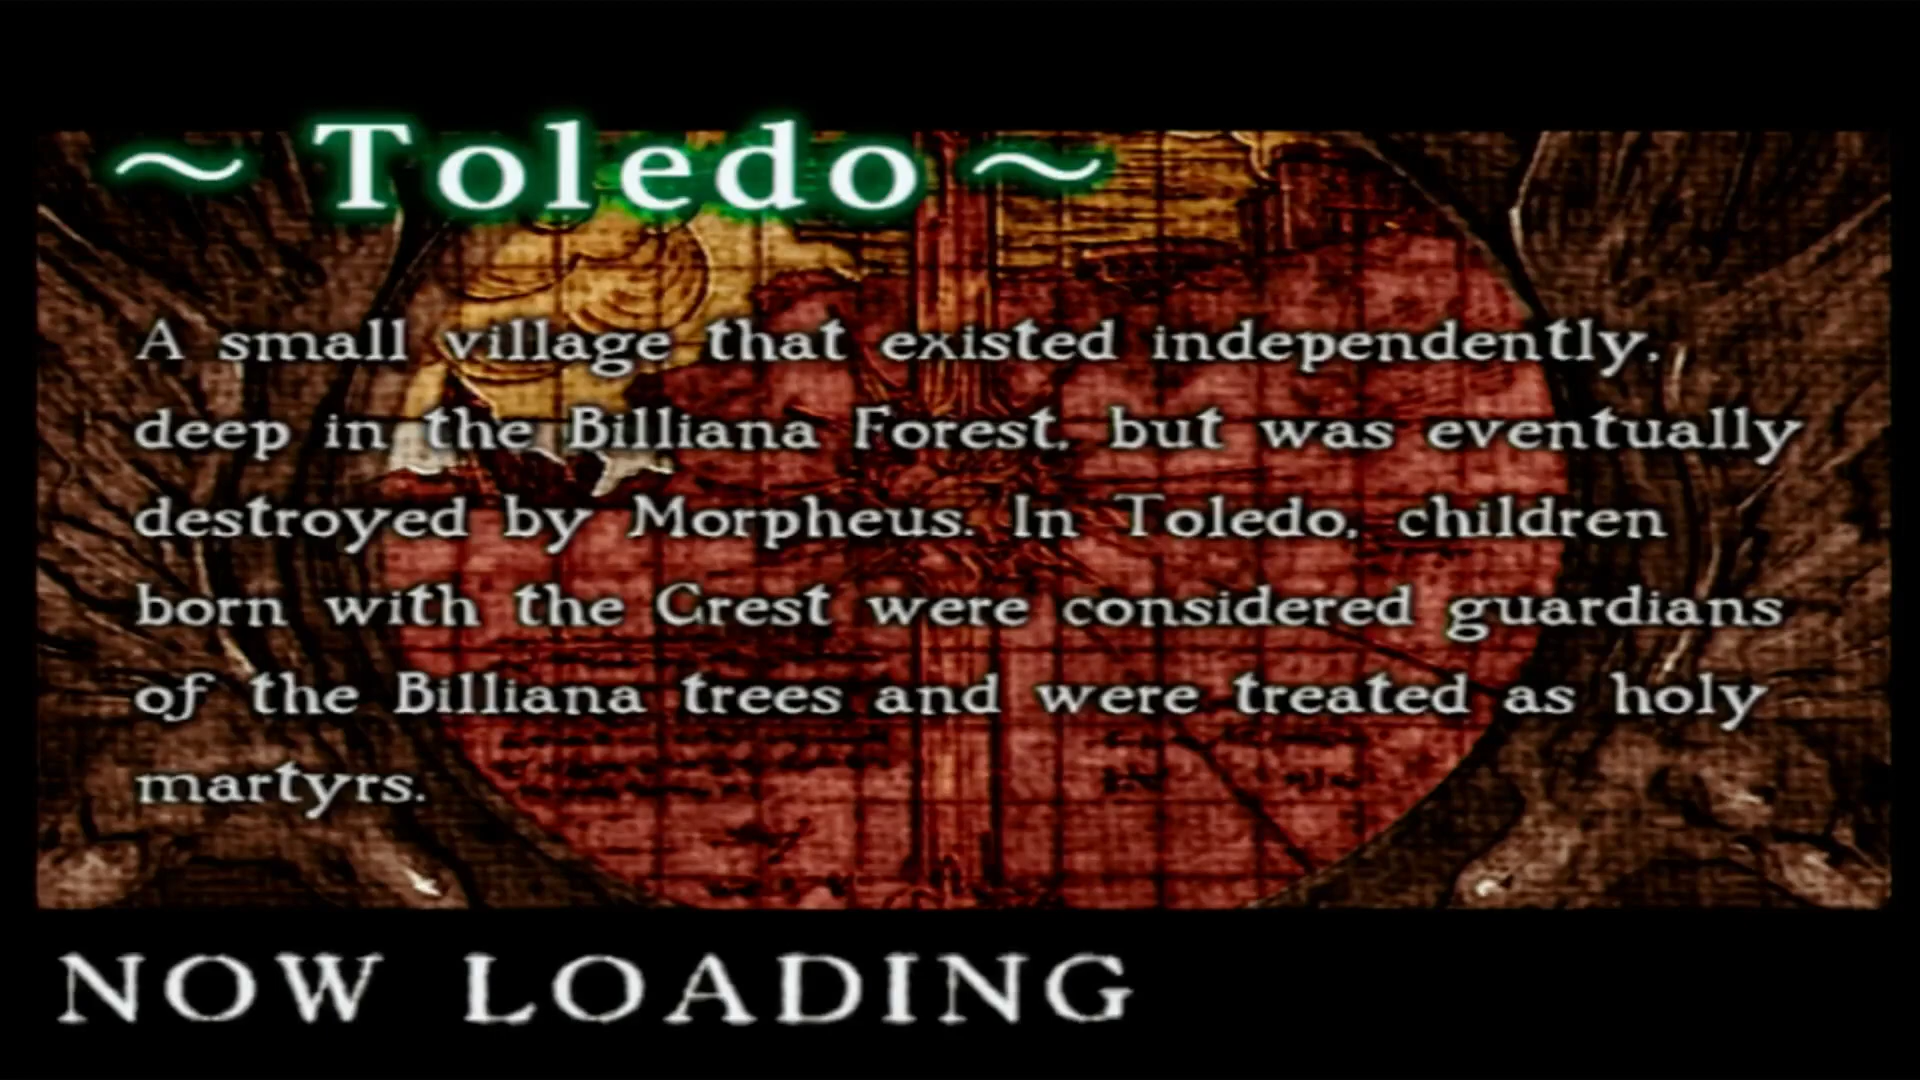 ~ Toledo ~
A small village that existed independently,
deep in the Billiana Forest, but was eventually
destroyed by Morpheus. In Toledo, children
born with the Crest were considered guardians
of the Billiana trees and were treated as holy
martyrs.
NOW LOADING